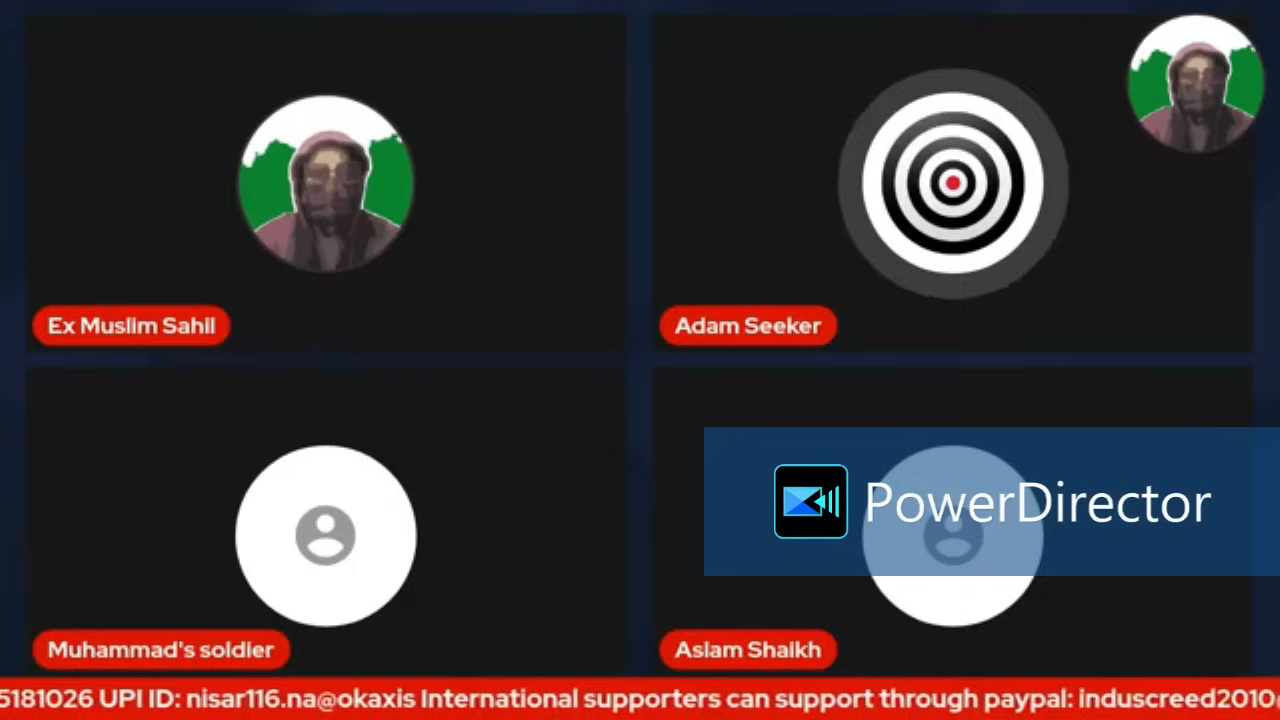 Ex Muslim Sahil
Adam Seeker
PowerDirector
Muhammad's soldier
Aslam Shaikh
5181026 UPI ID: nisar116.na@okaxis International supporters can support through paypal: induscreed2010